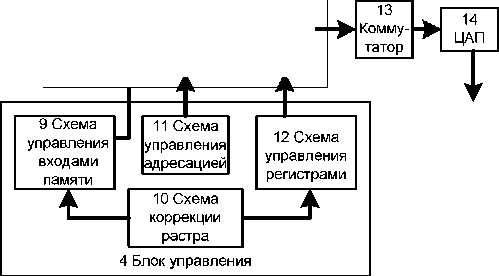 13
Комму-
татор
14
ЦАП
9 Схема
управления
входами
памяти
11 Схема
управления
адресацией
12 Схема
управления
регистрами
10 Схема
коррекции
растра
4 Блок управления